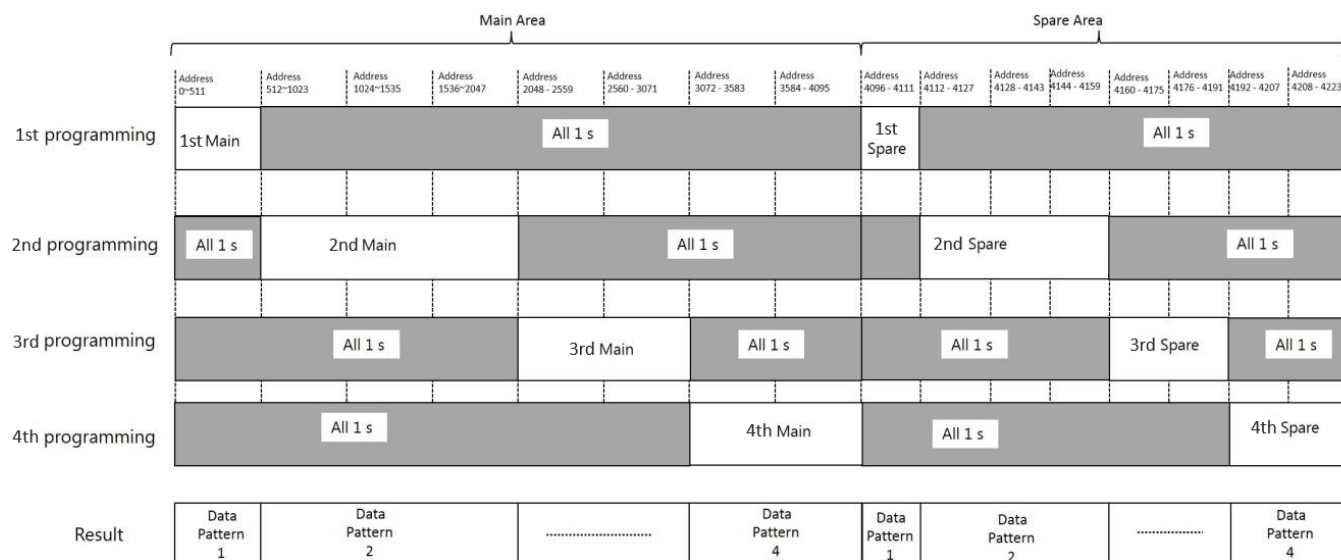 Main Area
Spare Area
Address
0~511
Address
512~1023
Address
1024~1535
Address
1536~2047
Address
2048 - 2559
Address
2560 - 3071
Address
3072 - 3583
Address
3584 - 4095
Address
4096 - 4111
Address
4112 - 4127
Address
4128 - 4143
Address
4144 - 4159
Address
4160 - 4175
Address
4176 - 4191
Address
4192 - 4207
Address
4208 - 4223
1st programming
1st Main
All 1 s
1st
Spare
All 1 s
2nd programming
All 1 s
2nd Main
All 1 s
2nd Spare
All 1 s
3rd programming
All 1 s
3rd Main
All 1 s
All 1 s
3rd Spare
All 1 s
4th programming
All 1 s
4th Main
All 1 s
4th Spare
Result
Data
Pattern
1
Data
Pattern
2
.....................
Data
Pattern
4
Data
Pattern
1
Data
Pattern
2
............
Data
Pattern
4